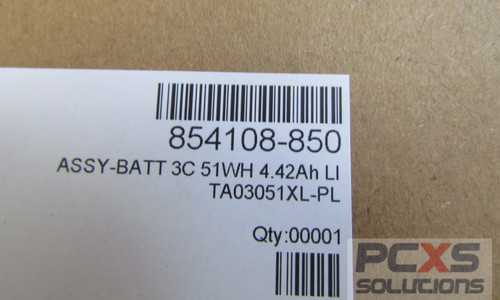 854108-850
ASSY-BATT 3C 51WH 4.42Ah LI
TA03051XL-PL
Qty:00001
PCXS
SOLUTIONS